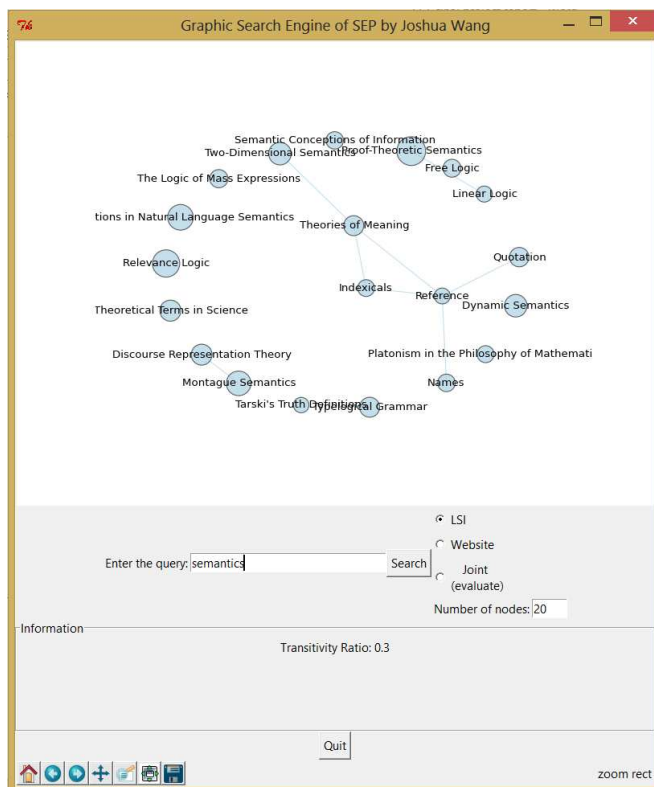 Graphic Search Engine of SEP by Joshua Wang
Semantic Conceptions of Information
Two-Dimensional Semantics
Proof-Theoretic Semantics
Free Logic
The Logic of Mass Expressions
Linear Logic
tions in Natural Language Semantics
Theories of Meaning
Relevance Logic
Quotation
Indexicals
Reference
Dynamic Semantics
Theoretical Terms in Science
Discourse Representation Theory
Platonism in the Philosophy of Mathemati
Montague Semantics
Names
Tarski's Truth Definitions
Typelogical Grammar
LSI
Website
Enter the query: semantics Search
Joint
(evaluate)
Number of nodes: 20
Information
Transitivity Ratio: 0.3
Quit
zoom rect